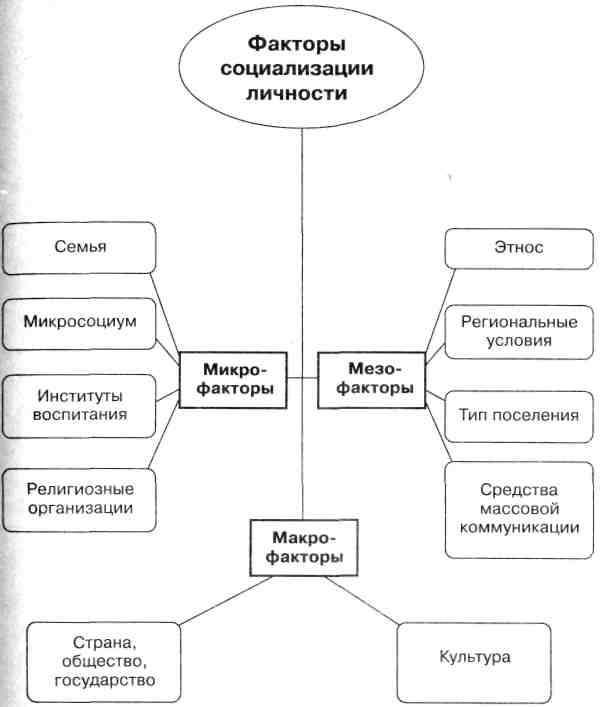 Факторы
социализации
личности
Семья
Микросоциум
Институты
воспитания
Религиозные
организации
Микро-
факторы
Мезо-
факторы
Этнос
Региональные
условия
Тип поселения
Средства
массовой
коммуникации
Макро-
факторы
Страна,
общество,
государство
Культура